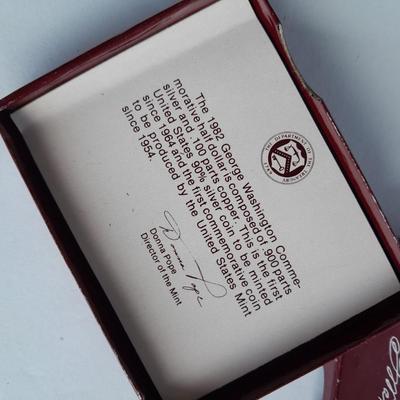 The 1982 George Washington Comme-
morative half dollar is composed of .900 parts
silver and .100 parts copper. This is the first
United States 90% silver coin to be minted
since 1964 and the first commemorative coin
to be produced by the United States Mint
since 1954.
Donna Pope
Donna Pope
Director of the Mint